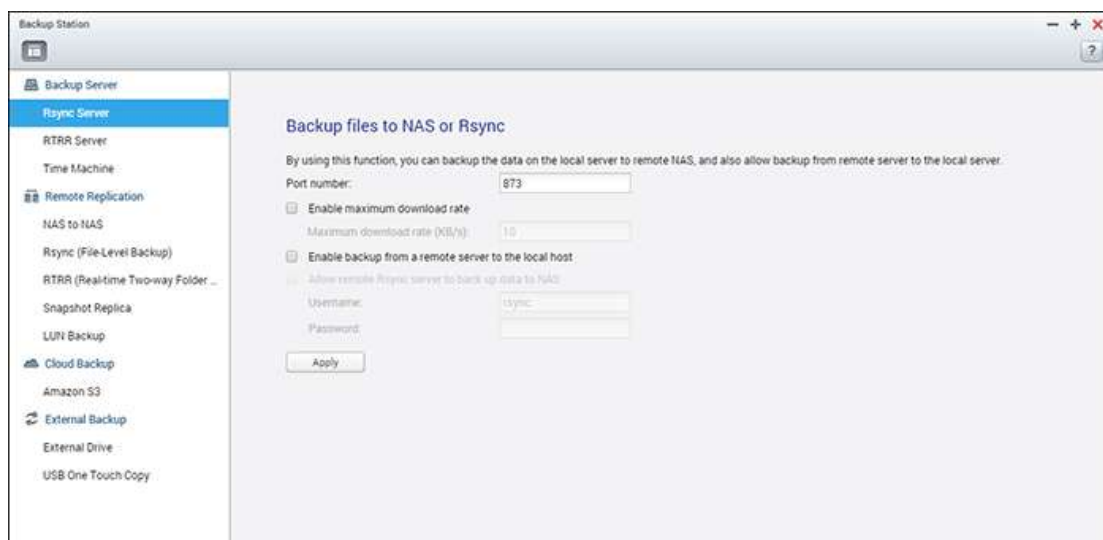 Backup Station
?
Backup Server
Rsync Server
RTRR Server
Time Machine
Remote Replication
NAS to NAS
Rsync (File-Level Backup)
RTRR (Real-time Two-way Folder ...
Snapshot Replica
LUN Backup
Cloud Backup
Amazon S3
External Backup
External Drive
USB One Touch Copy
Backup files to NAS or Rsync
By using this function, you can backup the data on the local server to remote NAS, and also allow backup from remote server to the local server.
Port number: 873
Enable maximum download rate
Maximum download rate (KB/s): 10
Enable backup from a remote server to the local host
Allow remote Rsync server to back up data to NAS
Username: rsync
Password:
Apply